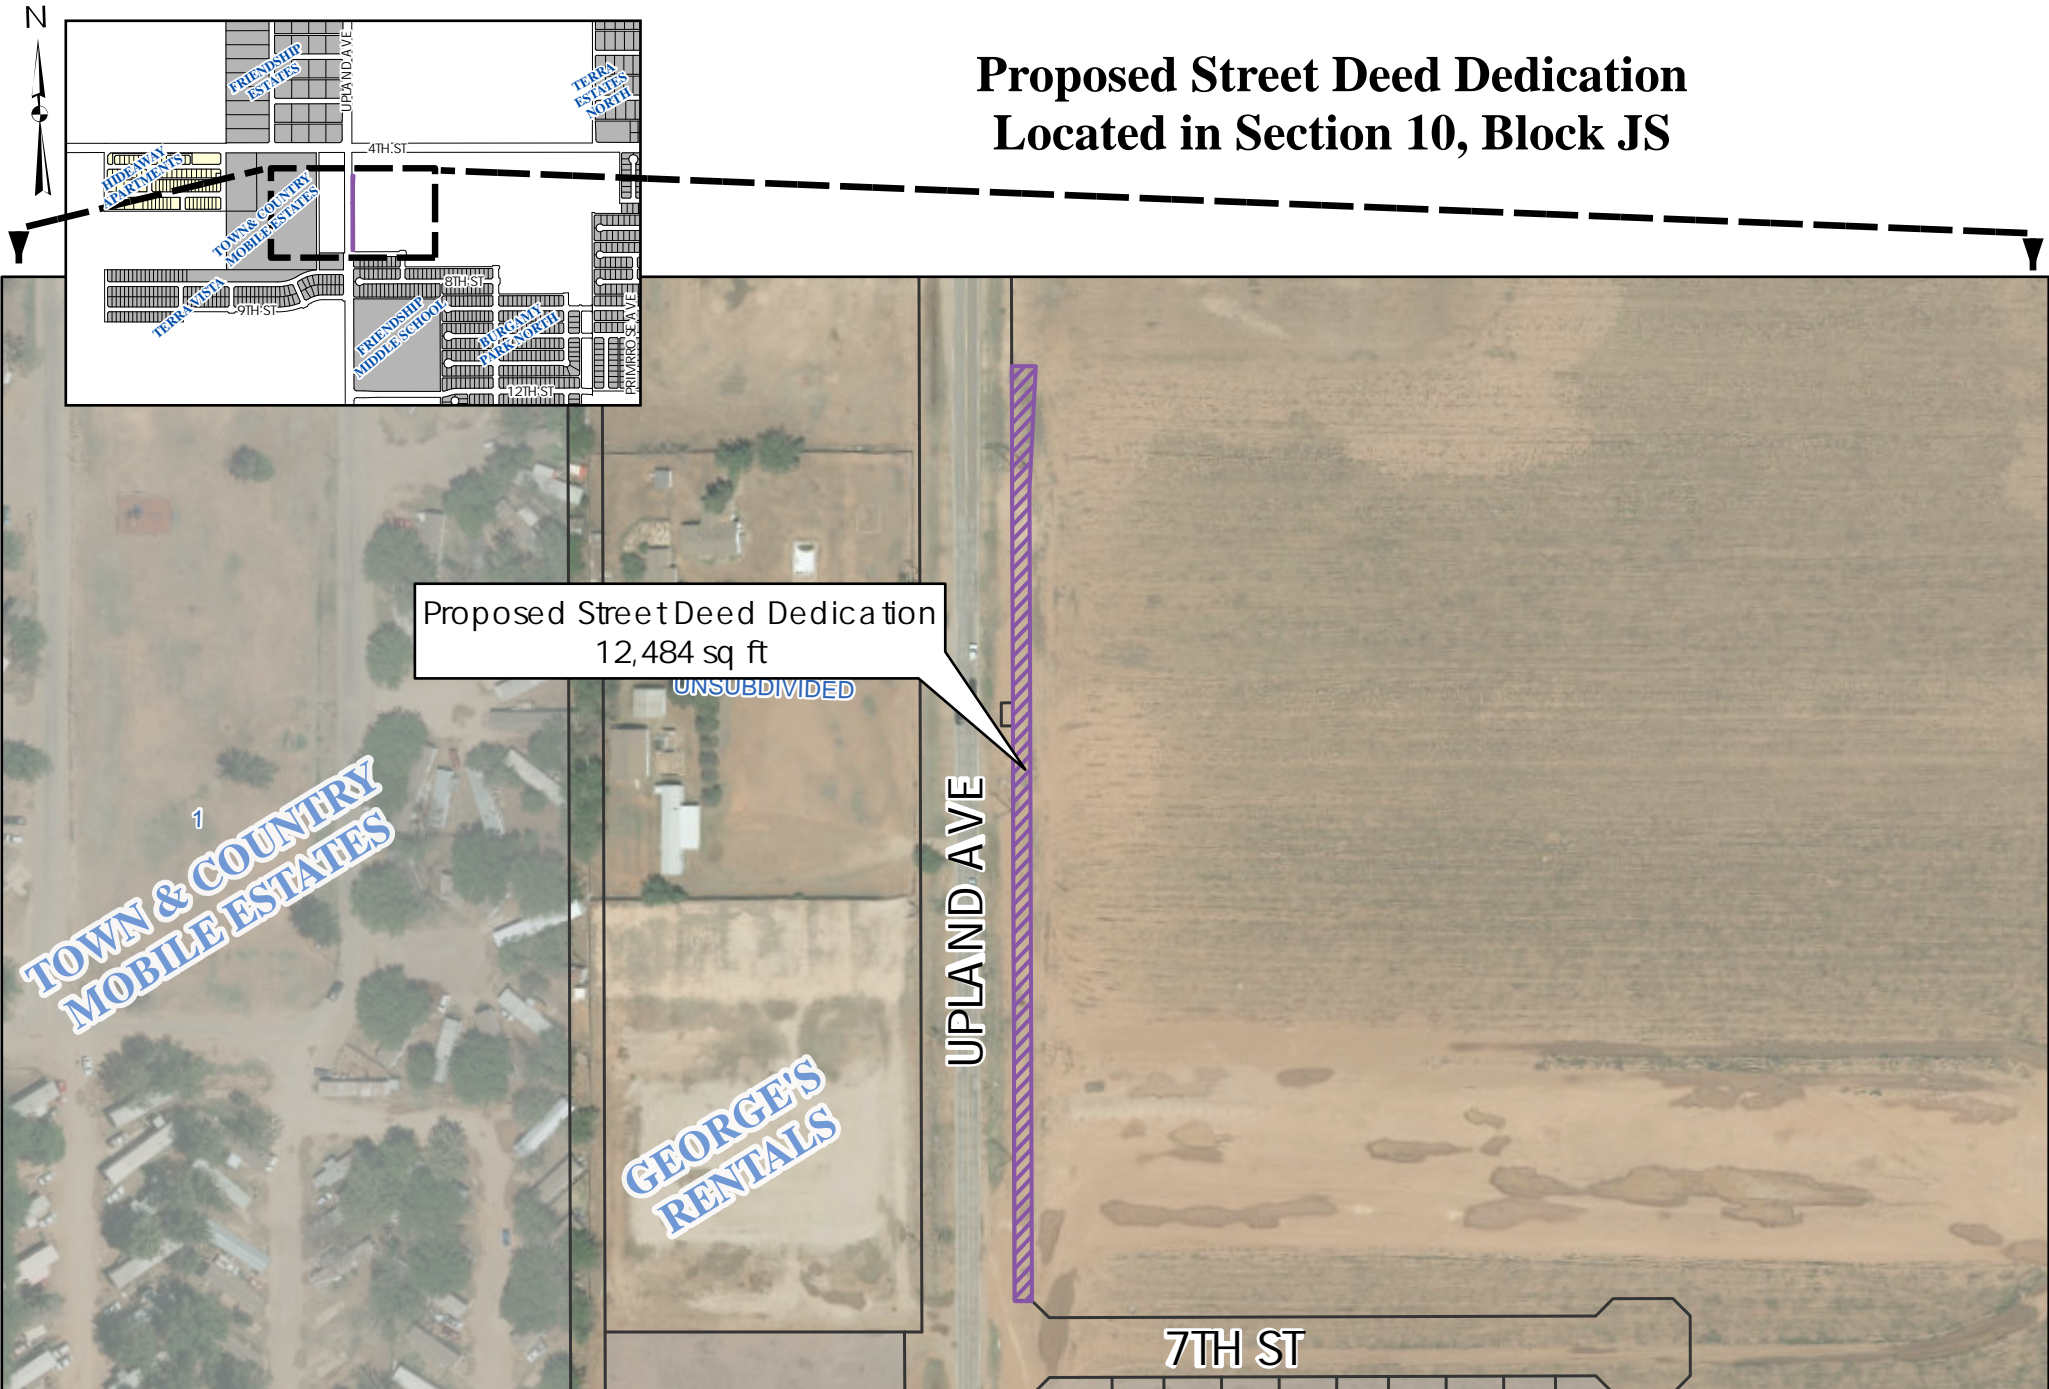 N
Proposed Street Deed Dedication
Located in Section 10, Block JS
FRIENDSHIP
ESTATES
UPLAND AVE
TERRA
ESTATES
NORTH
4TH ST
HIDEAWAY
APARTMENTS
TOWN & COUNTRY
MOBILE ESTATES
8TH ST
TERRA VISTA
9TH ST
FRIENDSHIP
MIDDLE SCHOOL
BURGAMY
PARK NORTH
PRIMRROSE AVE
12TH ST
Proposed Street Deed Dedication
12,484 sq ft
UNSUBDIVIDED
1
TOWN & COUNTRY
MOBILE ESTATES
UPLAND AVE
GEORGE'S
RENTALS
7TH ST